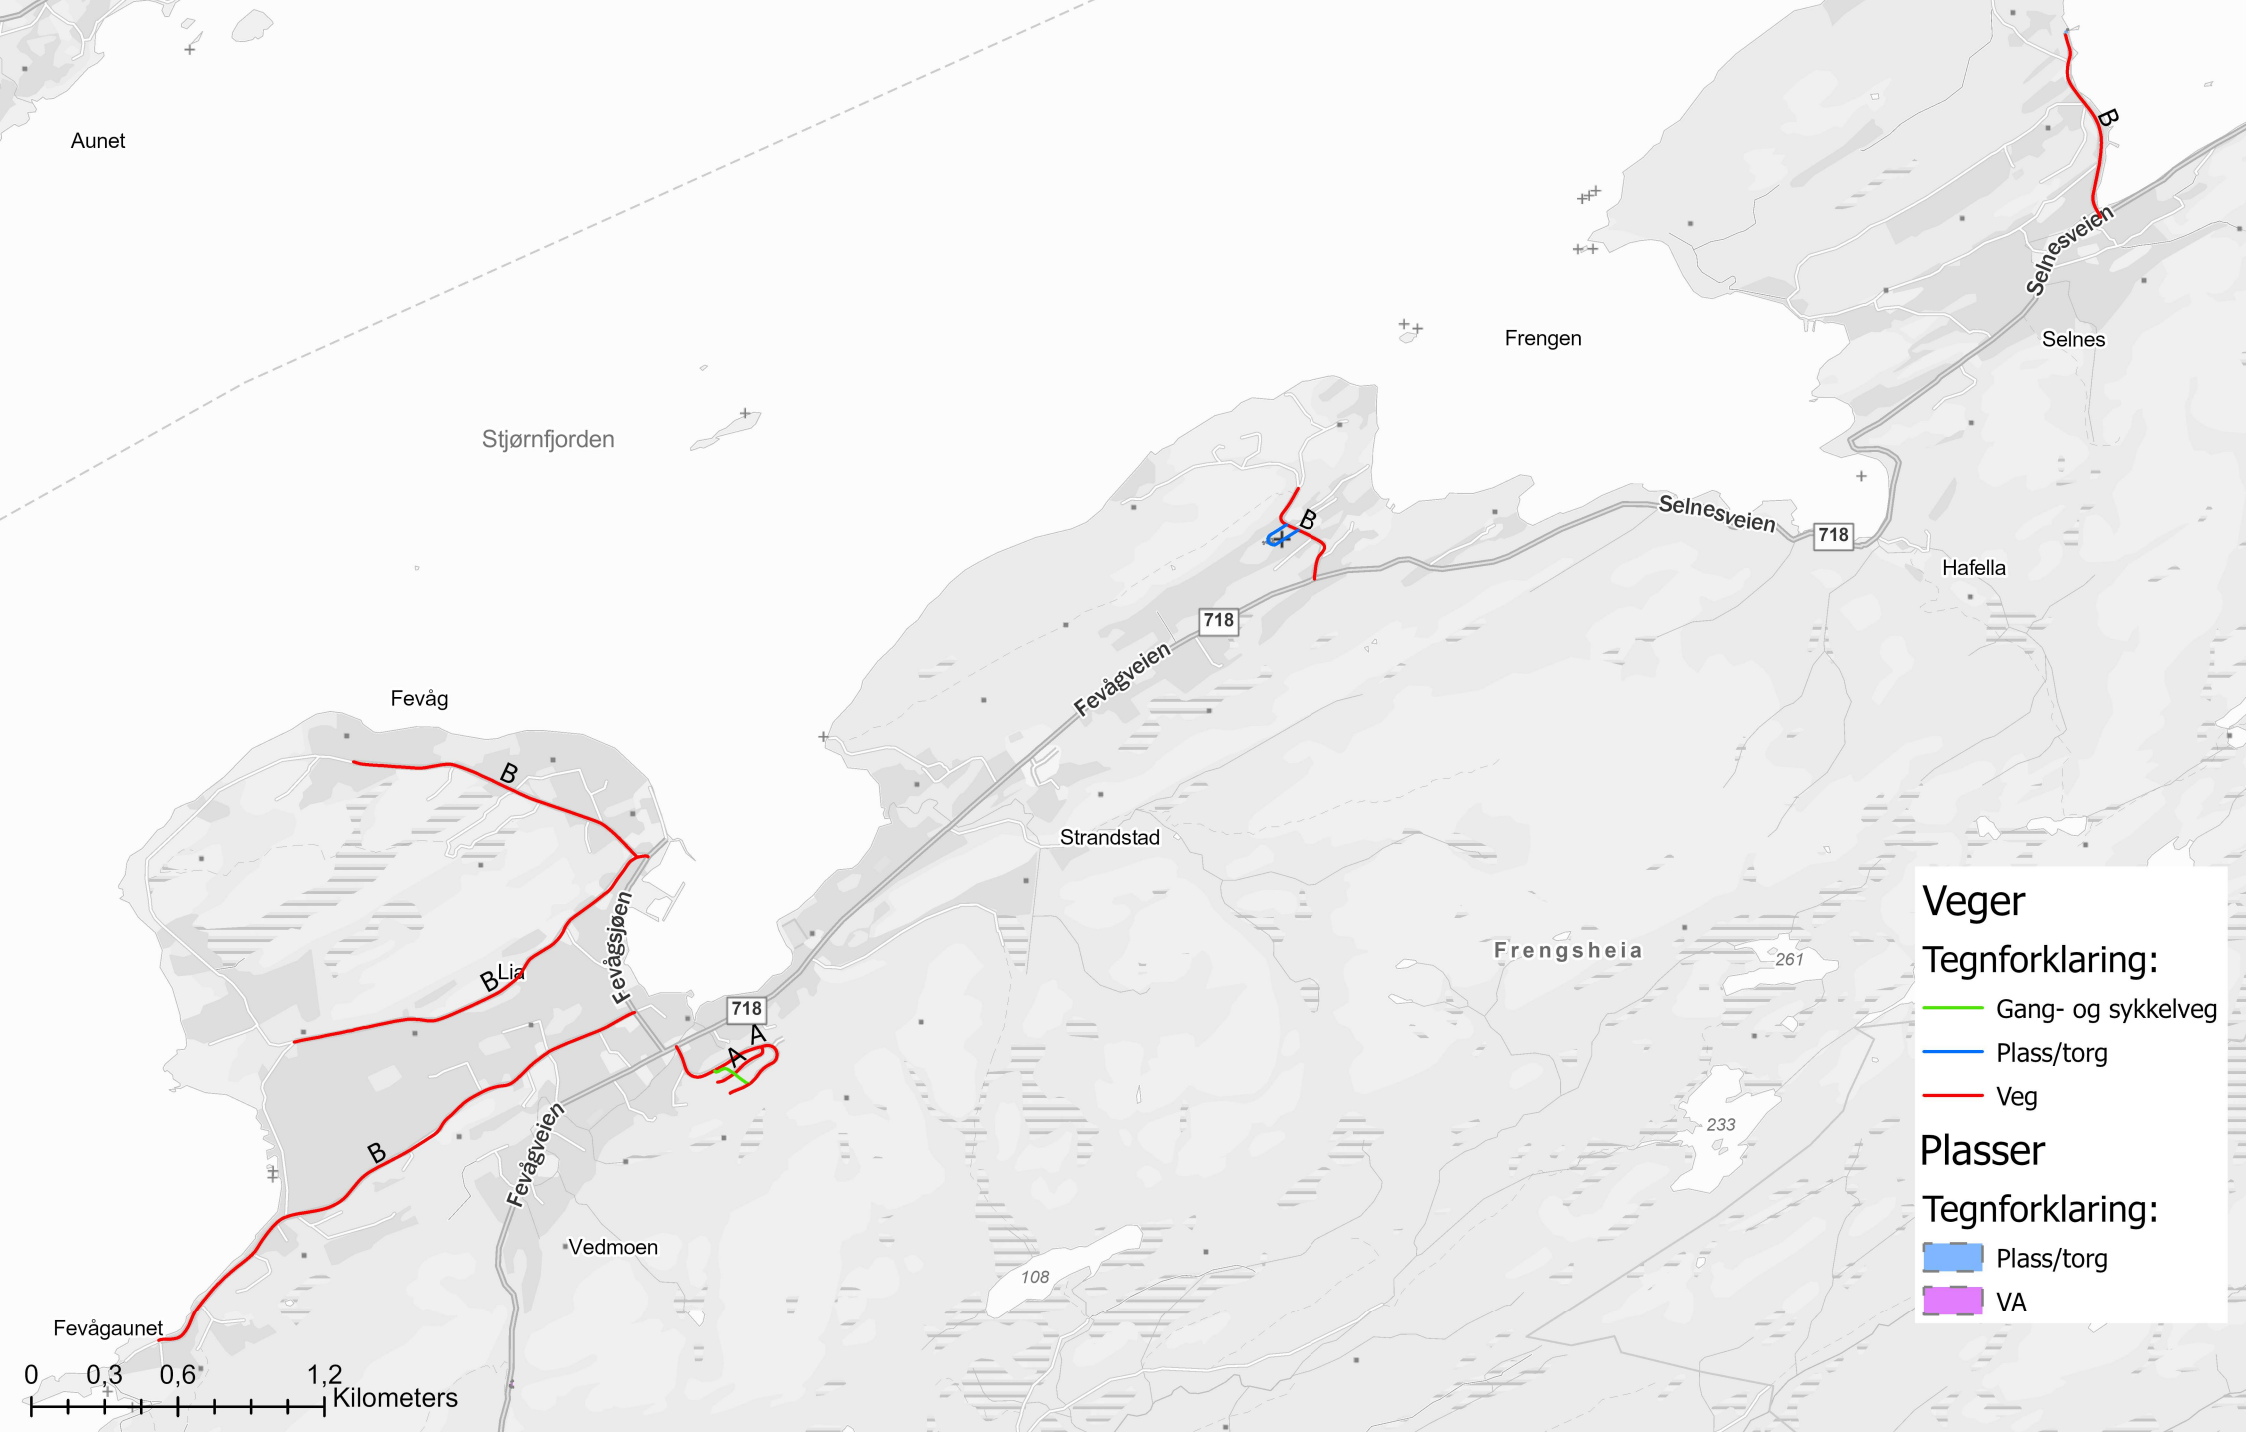 Aunet
B
Selnesveien
Frengen
Selnes
Stjørnfjorden
Selnesveien
B
718
Hafella
718
Fevågveien
Fevåg
B
Strandstad
Fevågsjøen
Frengsheia
261
B
Lia
718
A
A
233
B
Fevågveien
Vedmoen
108
Fevågaunet
0 0,3 0,6 1,2
Kilometers
Veger
Tegnforklaring:
Gang- og sykkelveg
Plass/torg
Veg
Plasser
Tegnforklaring:
Plass/torg
VA